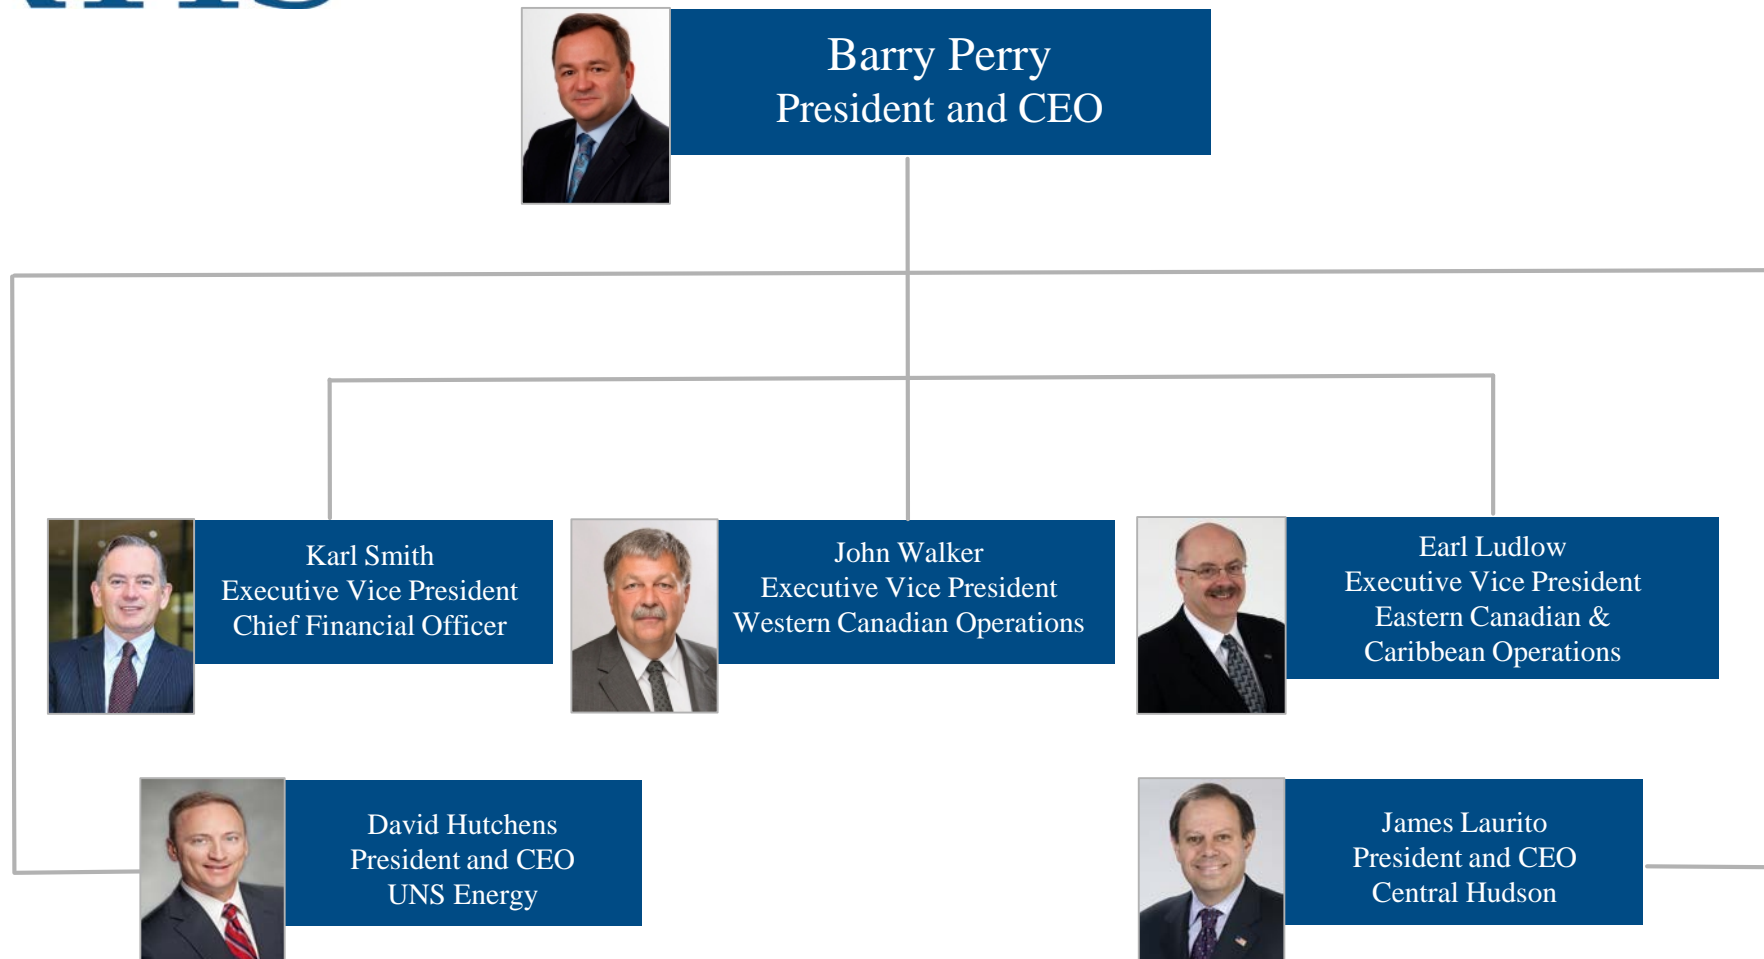 Barry Perry
President and CEO
Karl Smith
Executive Vice President
Chief Financial Officer
John Walker
Executive Vice President
Western Canadian Operations
Earl Ludlow
Executive Vice President
Eastern Canadian &
Caribbean Operations
David Hutchens
President and CEO
UNS Energy
James Laurito
President and CEO
Central Hudson